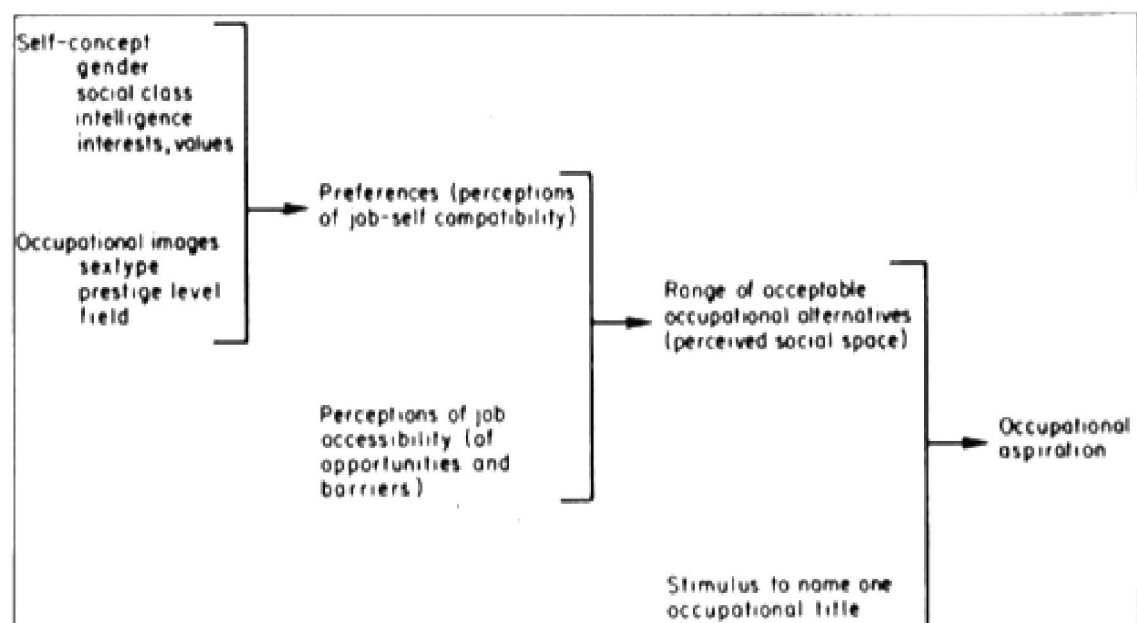 Self-concept
gender
social class
intelligence
interests, values
Occupational images
sextype
prestige level
field
Preferences (perceptions
of job-self compatibility)
Perceptions of job
accessibility (of
opportunities and
barriers)
Range of acceptable
occupational alternatives
(perceived social space)
Stimulus to name one
occupational title
Occupational
aspiration